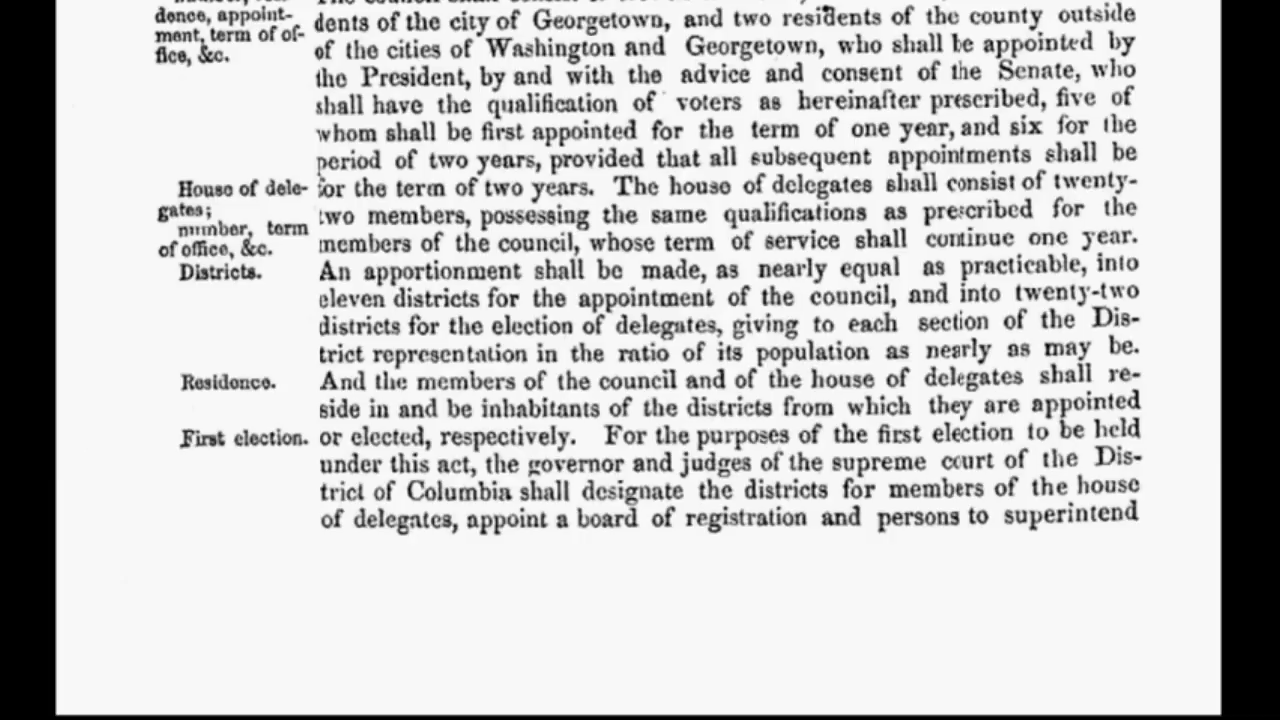 dence, appoint-
ment, term of of-
fice, &c.
dents of the city of Georgetown, and two residents of the county outside
of the cities of Washington and Georgetown, who shall be appointed by
the President, by and with the advice and consent of the Senate, who
shall have the qualification of voters as hereinafter prescribed, five of
whom shall be first appointed for the term of one year, and six for the
period of two years, provided that all subsequent appointments shall be
House of dele-
gates;
number, term
of office, &c.
for the term of two years. The house of delegates shall consist of twenty-
two members, possessing the same qualifications as prescribed for the
members of the council, whose term of service shall continue one year.
Districts.
An apportionment shall be made, as nearly equal as practicable, into
eleven districts for the appointment of the council, and into twenty-two
districts for the election of delegates, giving to each section of the Dis-
trict representation in the ratio of its population as nearly as may be.
Residence.
And the members of the council and of the house of delegates shall re-
side in and be inhabitants of the districts from which they are appointed
First election.
or elected, respectively. For the purposes of the first election to be held
under this act, the governor and judges of the supreme court of the Dis-
trict of Columbia shall designate the districts for members of the house
of delegates, appoint a board of registration and persons to superintend